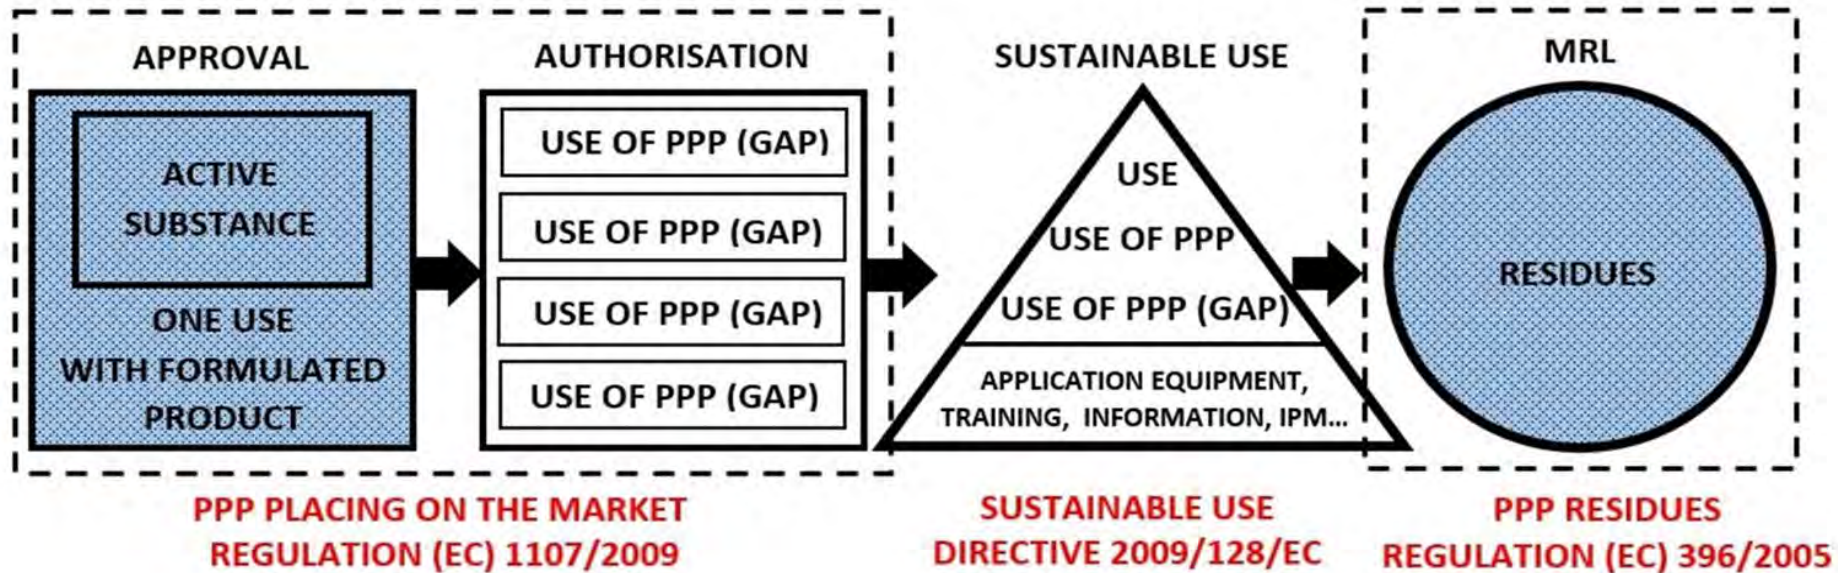 APPROVAL
ACTIVE
SUBSTANCE
ONE USE
WITH FORMULATED
PRODUCT
AUTHORISATION
USE OF PPP (GAP)
USE OF PPP (GAP)
USE OF PPP (GAP)
USE OF PPP (GAP)
PPP PLACING ON THE MARKET
REGULATION (EC) 1107/2009
SUSTAINABLE USE
USE
USE OF PPP
USE OF PPP (GAP)
APPLICATION EQUIPMENT,
TRAINING, INFORMATION, IPM...
SUSTAINABLE USE
DIRECTIVE 2009/128/EC
MRL
RESIDUES
PPP RESIDUES
REGULATION (EC) 396/2005